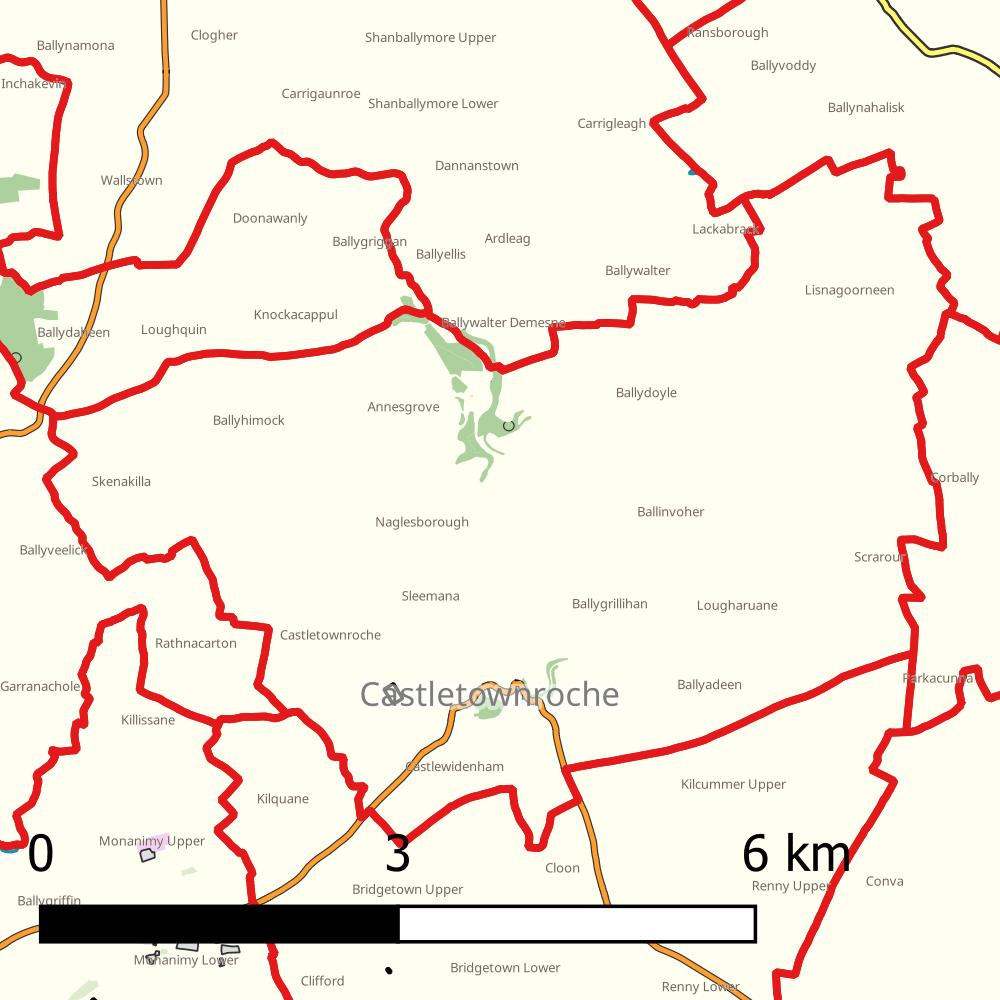 Clogher
Shanballymore Upper
Ransborough
Ballynamona
Ballyvoddy
Inchakevin
Carrigaunroe
Shanballymore Lower
Ballynahalisk
Carrigleagh
Dannanstown
Wallstown
Doonawanly
Lackabrack
Ballygriggan
Ardleag
Ballyellis
Ballywalter
Lisnagoorneen
Knockacappul
Ballywalter Demesne
Ballydaheen
Loughquin
Ballydoyle
Annesgrove
Ballyhimock
Skenakilla
Corbally
Ballinvoher
Naglesborough
Ballyveelick
Scrarour
Sleemana
Ballygrillihan
Lougharuane
Castletownroche
Rathnacarton
Parkacunna
Garranachole
Ballyadeen
Castletownroche
Killissane
Castlewidenham
Kilcummer Upper
Kilquane
Monanimy Upper
0
3
6 km
Cloon
Conva
Renny Upper
Bridgetown Upper
Ballygriffin
Monanimy Lower
Bridgetown Lower
Clifford
Renny Lower